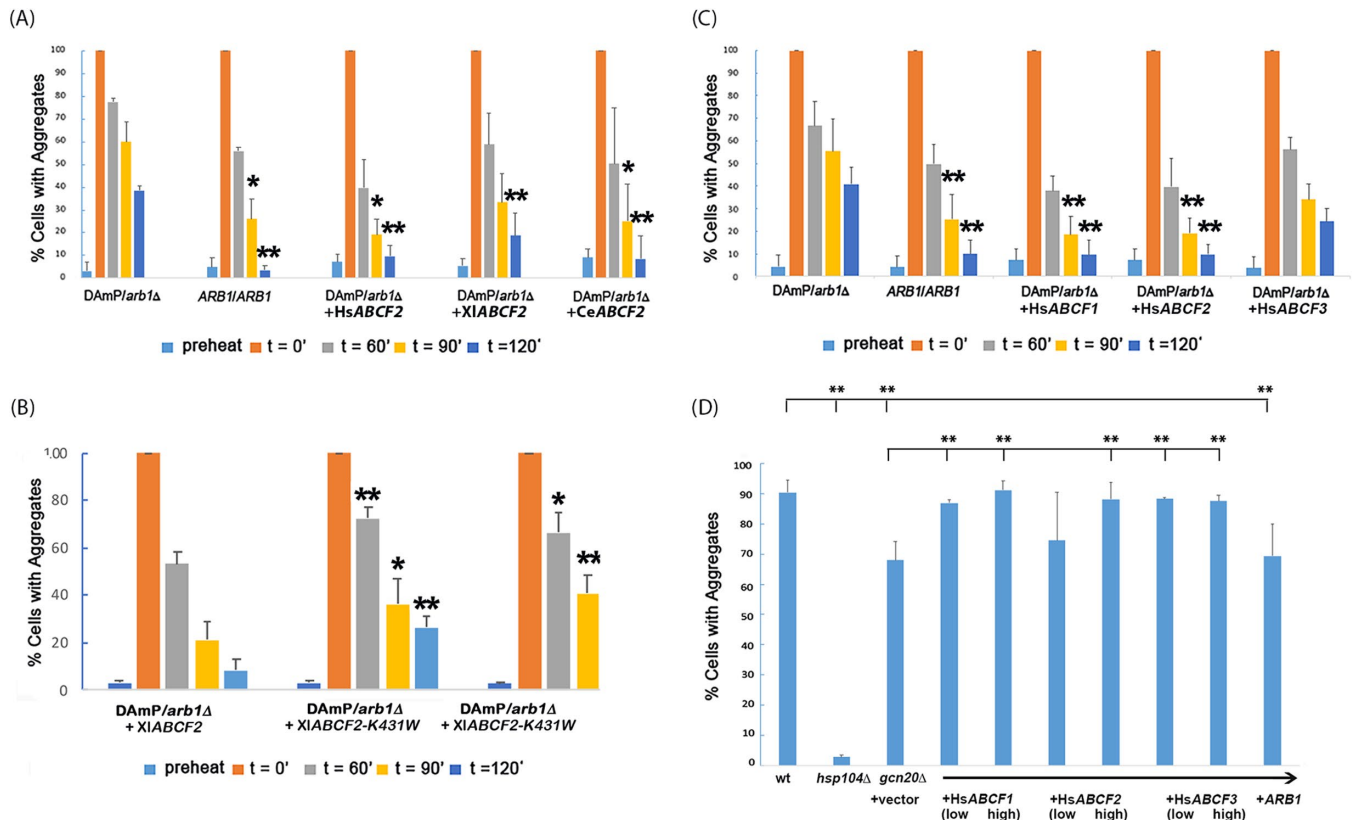 (A)
% Cells with Aggregates
100
90
80
70
60
50
40
30
20
10
0
* ** * ** ** * **
DAmP/arb1Δ ARB1/ARB1 DAmP/arb1Δ DAmP/arb1Δ DAmP/arb1Δ
+HsABCF2 +XlABCF2 +CeABCF2
preheat t = 0' t = 60' t = 90' t =120'
(C)
% Cells with Aggregates
100
90
80
70
60
50
40
30
20
10
0
** ** ** ** ** **
DAmP/arb1Δ ARB1/ARB1 DAmP/arb1Δ DAmP/arb1Δ DAmP/arb1Δ
+HsABCF1 +HsABCF2 +HsABCF3
preheat t = 0' t = 60' t = 90' t =120'
(B)
% Cells with Aggregates
1.00
80
60
40
20
0
** * ** * **
DAmP/arb1Δ DAmP/arb1Δ DAmP/arb1Δ
+ XlABCF2 + XlABCF2-K431W + XlABCF2-K431W
preheat t = 0' t = 60' t = 90' t =120'
(D)
** ** **
** ** ** ** **
% Cells with Aggregates
100
90
80
70
60
50
40
30
20
10
0
wt hsp104Δ gcn20Δ
+vector +HsABCF1 +HsABCF2 +HsABCF3 +ARB1
(low high) (low high) (low high)